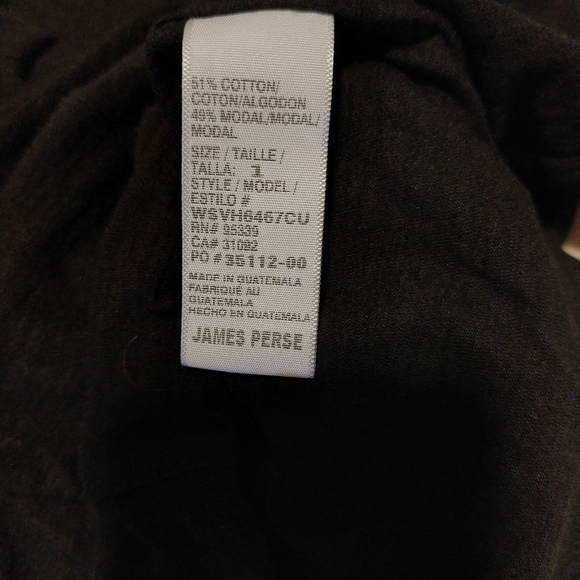 51% COTTON/
COTON/ALGODON
49% MODAL/MODAL/
MODAL
SIZE / TAILLE /
TALLA: 1
STYLE / MODEL /
ESTILO #
WSVH6467CU
RN# 95339
CA# 31092
PO # 35112-00
MADE IN GUATEMALA
FABRIQUÉ AU
GUATEMALA
HECHO EN GUATEMALA
JAMES PERSE